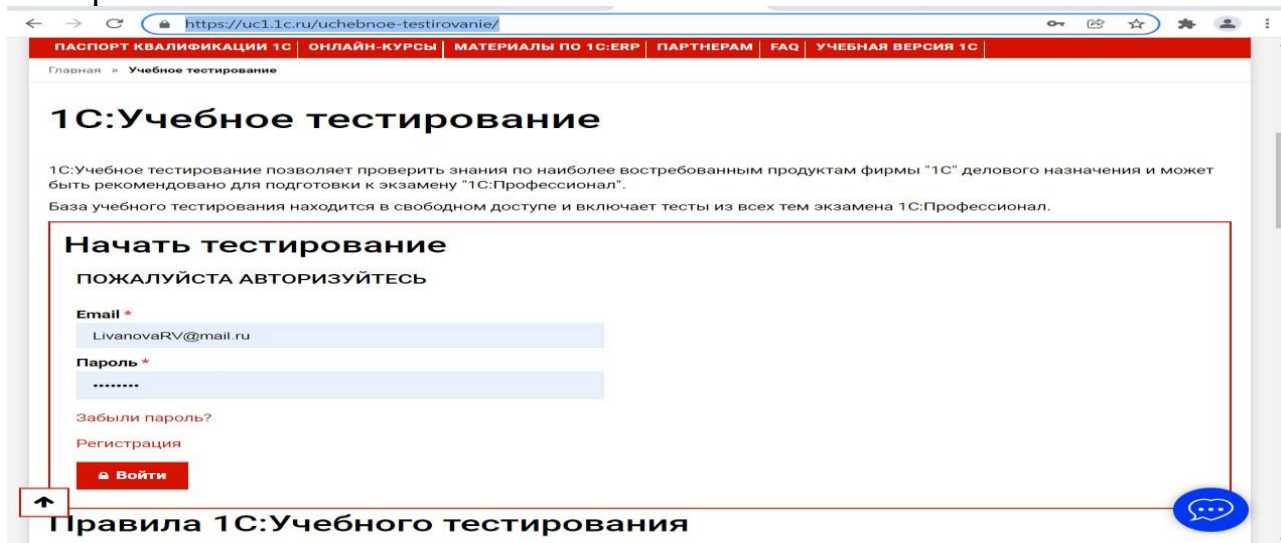 https://uc1.1c.ru/uchebnoe-testirovanie/
ПАСПОРТ КВАЛИФИКАЦИИ 1С ОНЛАЙН-КУРСЫ МАТЕРИАЛЫ ПО 1С:ERP ПАРТНЕРАМ FAQ УЧЕБНАЯ ВЕРСИЯ 1С
Главная » Учебное тестирование
1С:Учебное тестирование
1С:Учебное тестирование позволяет проверить знания по наиболее востребованным продуктам фирмы "1С" делового назначения и может
быть рекомендовано для подготовки к экзамену "1С:Профессионал".
База учебного тестирования находится в свободном доступе и включает тесты из всех тем экзамена 1С:Профессионал.
Начать тестирование
ПОЖАЛУЙСТА АВТОРИЗУЙТЕСЬ
Email *
LivanovaRV@mail.ru
Пароль *
••••••••
Забыли пароль?
Регистрация
Войти
Правила 1С:Учебного тестирования